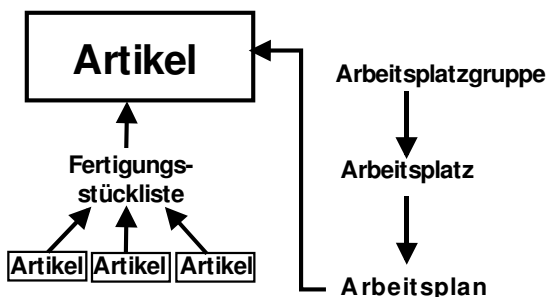 Artikel
Arbeitsplatzgruppe
Fertigungs-
stückliste
Arbeitsplatz
Artikel Artikel Artikel
Arbeitsplan